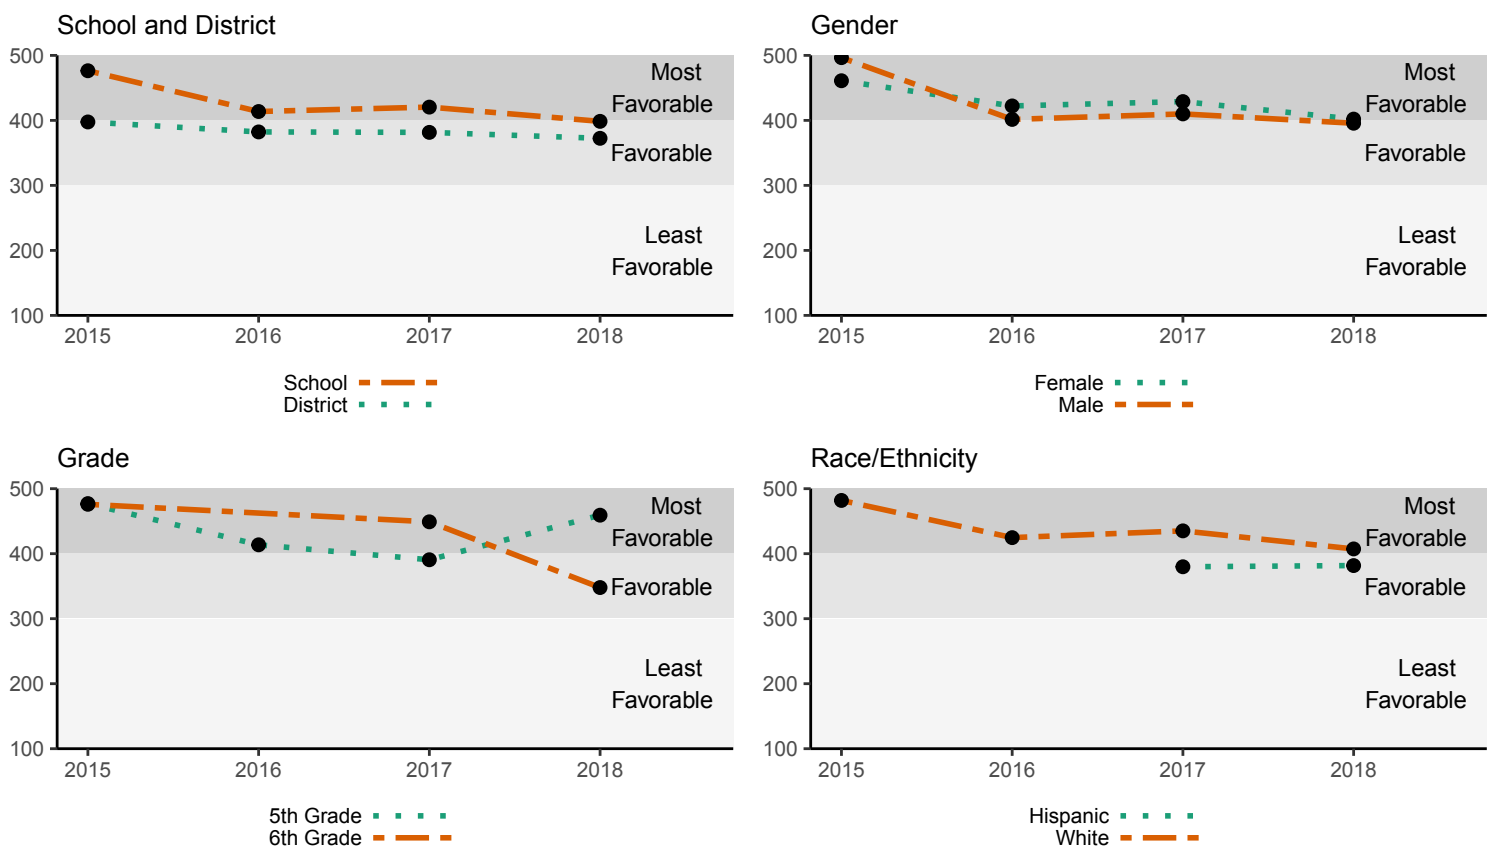 School and District
500
400
300
200
100
Most
Favorable
Favorable
Least
Favorable
2015 2016 2017 2018
School
District
Gender
500
400
300
200
100
Most
Favorable
Favorable
Least
Favorable
2015 2016 2017 2018
Female
Male
Grade
500
400
300
200
100
Most
Favorable
Favorable
Least
Favorable
2015 2016 2017 2018
5th Grade
6th Grade
Race/Ethnicity
500
400
300
200
100
Most
Favorable
Favorable
Least
Favorable
2015 2016 2017 2018
Hispanic
White